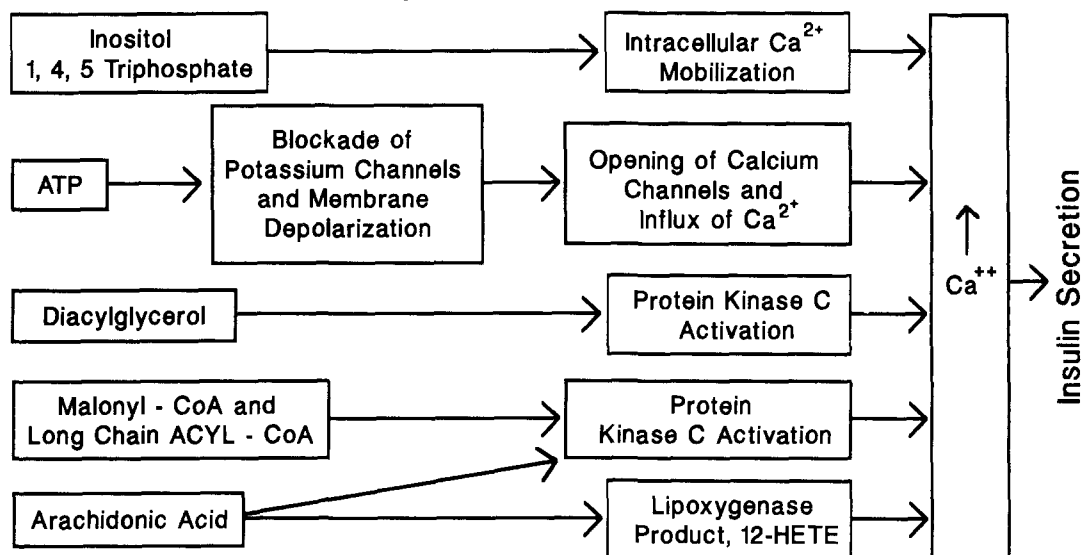 Inositol
1, 4, 5 Triphosphate
Intracellular Ca²⁺
Mobilization
ATP
Blockade of
Potassium Channels
and Membrane
Depolarization
Opening of Calcium
Channels and
Influx of Ca²⁺
Diacylglycerol
Protein Kinase C
Activation
Malonyl - CoA and
Long Chain ACYL - CoA
Protein
Kinase C Activation
Arachidonic Acid
Lipoxygenase
Product, 12-HETE
Ca⁺⁺
Insulin Secretion